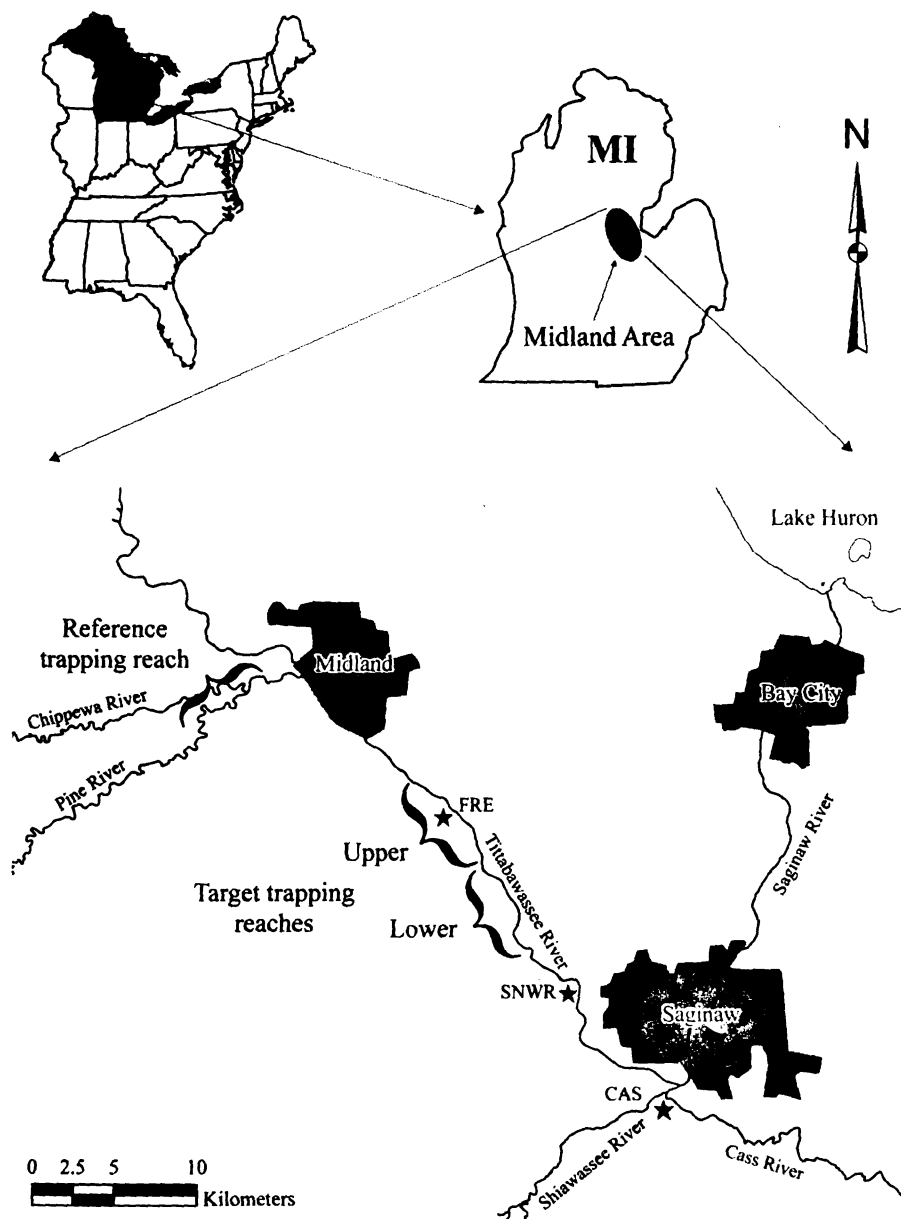 MI
N
Midland Area
Lake Huron
Reference
trapping reach
Midland
Chippewa River
Bay City
Pine River
FRE
Upper
Tittabawassee River
Saginaw River
Target trapping
reaches
Lower
SNWR
Saginaw
CAS
Shiawassee River
Cass River
0 2.5 5 10
Kilometers